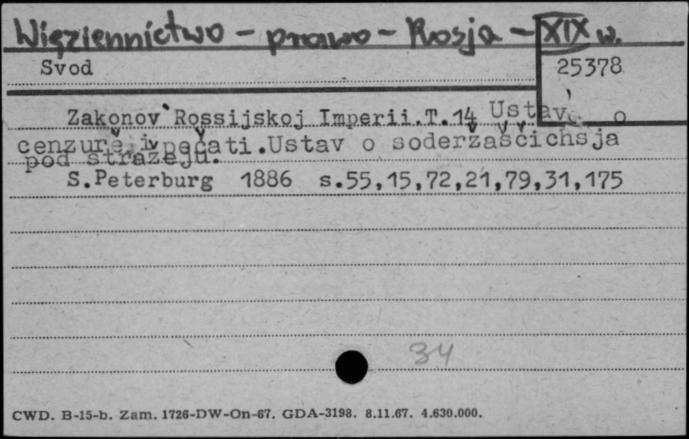 Więziennictwo - prawo - Rosja - XIX w.
Svod 25378
Zakonov Rossijskoj Imperii.T.14 Ustav o
cenzurě i pečati.Ustav o soderžaščichsja
pod stražeju.
S.Peterburg 1886 s.55,15,72,21,79,31,175
34
CWD. B-15-b. Zam. 1726-DW-On-67. GDA-3198. 8.11.67. 4.630.000.